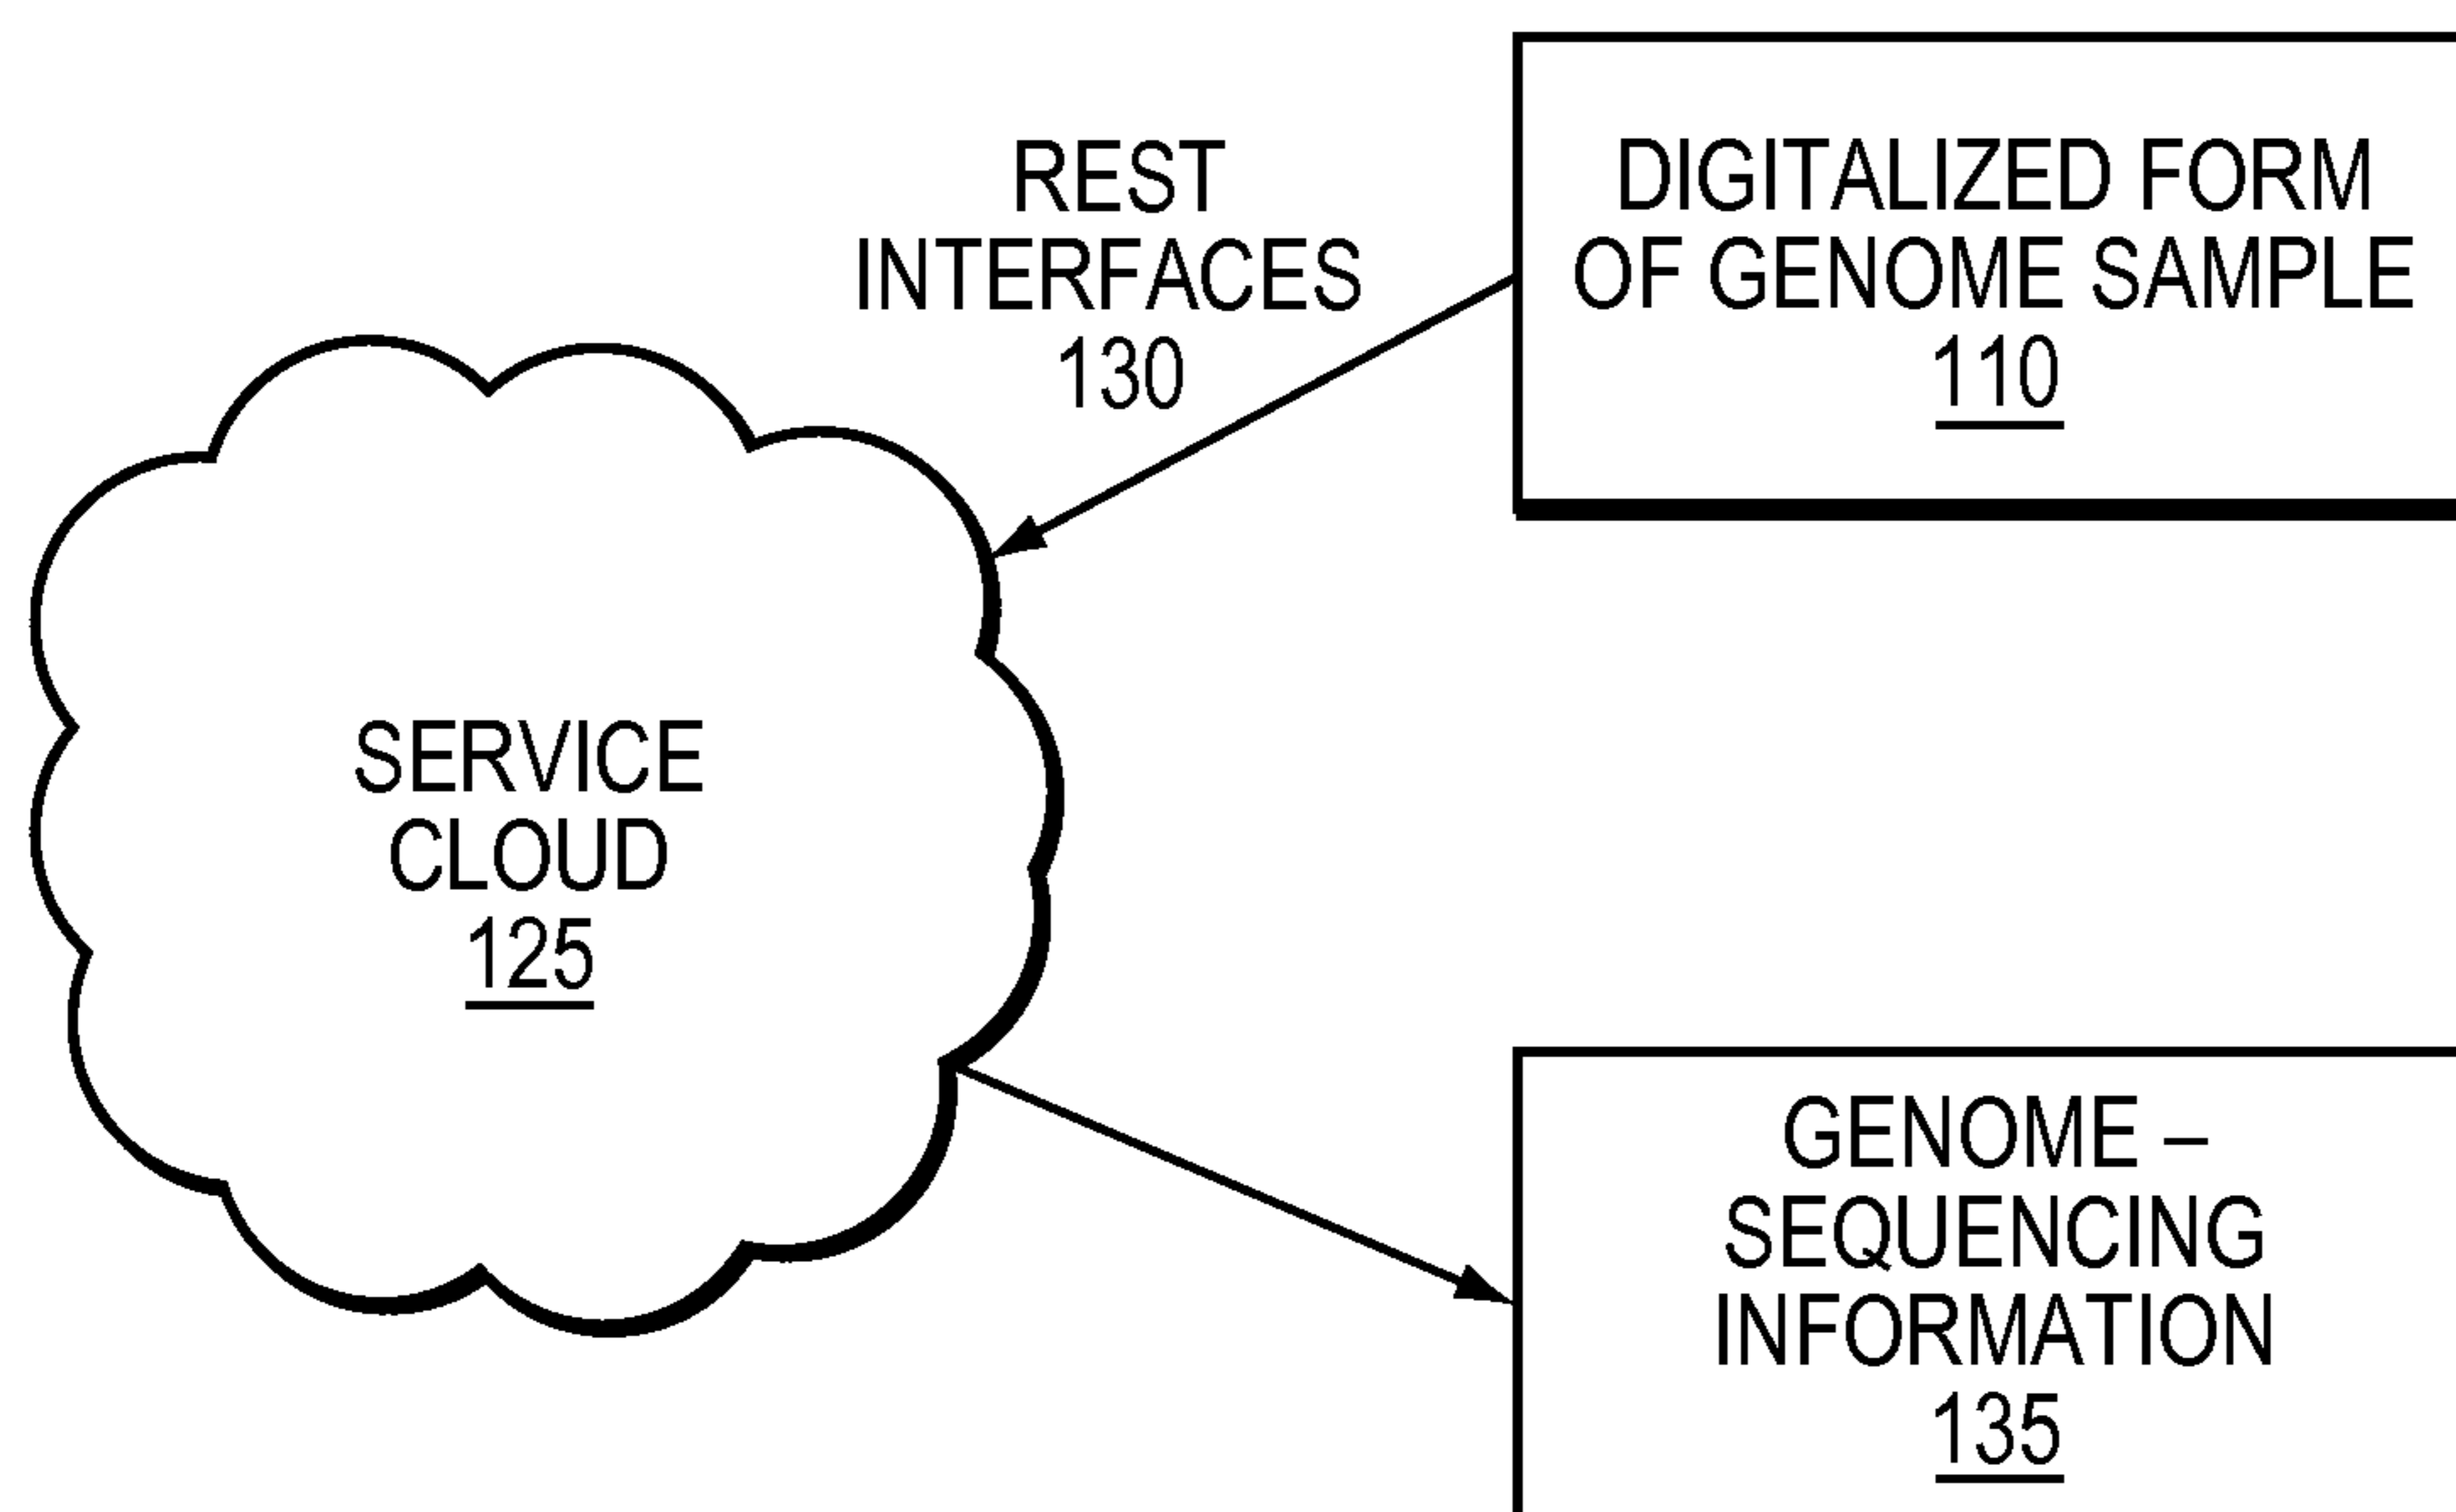 REST
INTERFACES
130
DIGITALIZED FORM
OF GENOME SAMPLE
110
SERVICE
CLOUD
125
GENOME –
SEQUENCING
INFORMATION
135